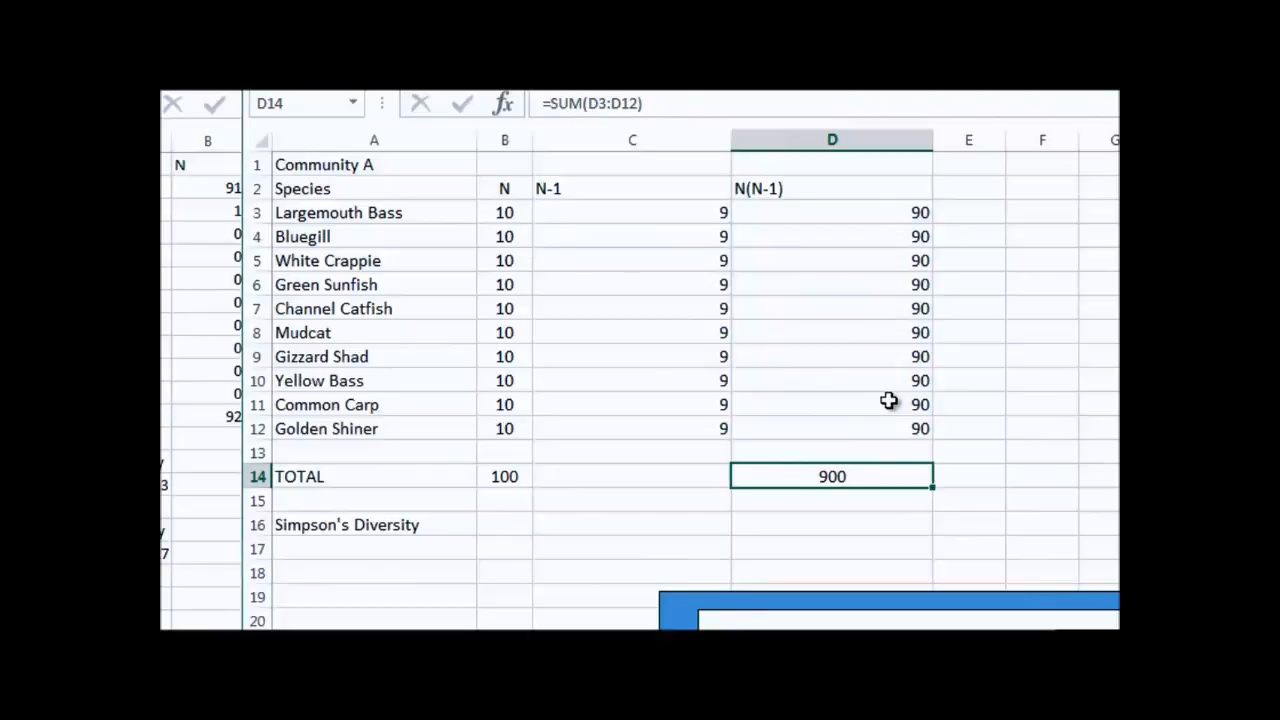 D14 fx =SUM(D3:D12)
B A B C D E F G
N 1 Community A
91 2 Species N N-1 N(N-1)
1 3 Largemouth Bass 10 9 90
0 4 Bluegill 10 9 90
0 5 White Crappie 10 9 90
0 6 Green Sunfish 10 9 90
0 7 Channel Catfish 10 9 90
0 8 Mudcat 10 9 90
0 9 Gizzard Shad 10 9 90
0 10 Yellow Bass 10 9 90
0 11 Common Carp 10 9 90
92 12 Golden Shiner 10 9 90
13
14 TOTAL 100 900
3 15
16 Simpson's Diversity
7 17
18
19
20